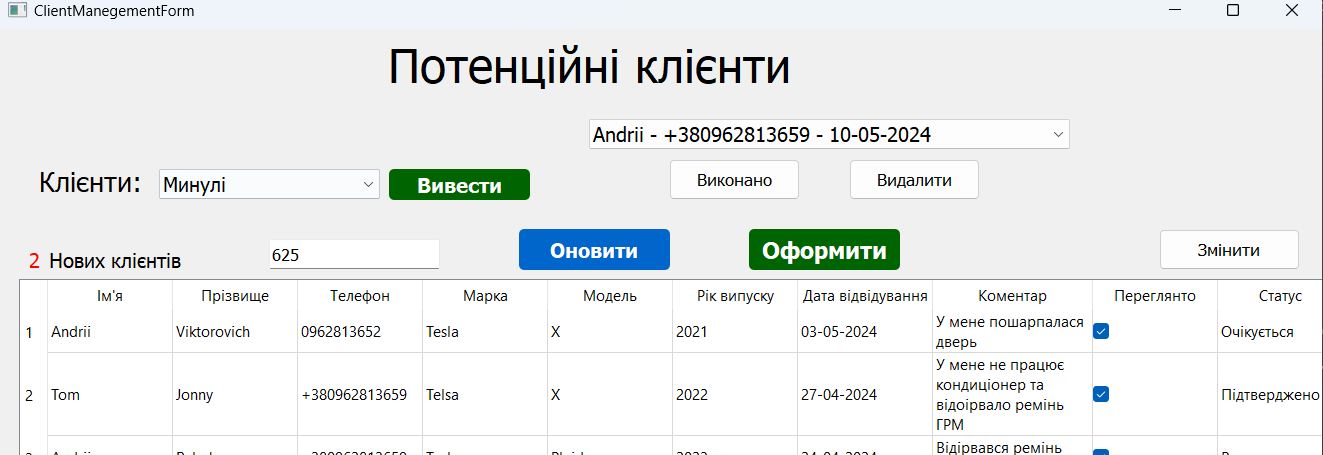 ClientManegementForm
Потенційні клієнти
Andrii - +380962813659 - 10-05-2024
Клієнти: Минулі Вивести Виконано Видалити
2 Нових клієнтів 625 Оновити Оформити Змінити
Ім'я Прізвище Телефон Марка Модель Рік випуску Дата відвідування Коментар Переглянто Статус
1 Andrii Viktorovich 0962813652 Tesla X 2021 03-05-2024 У мене пошарпалася Очікується
дверь
2 Tom Jonny +380962813659 Telsa X 2022 27-04-2024 У мене не працює Підтверджено
кондиціонер та
відоірвало ремінь
ГРМ
Відірвався ремінь